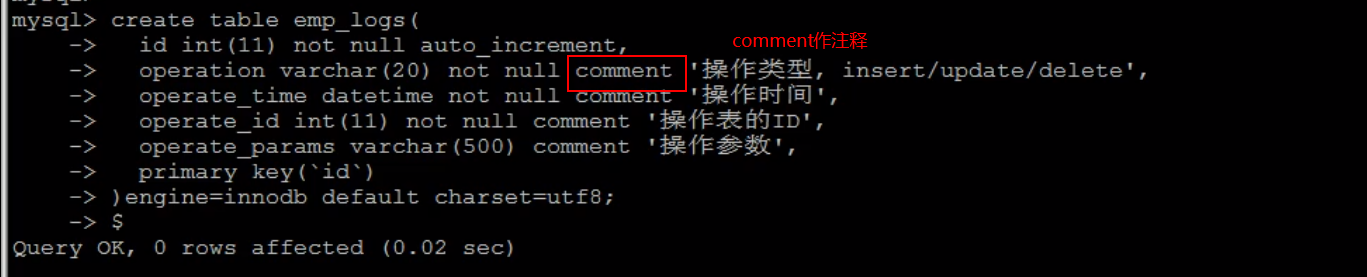 mysql> create table emp_logs(
-> id int(11) not null auto_increment,
comment作注释
-> operation varchar(20) not null comment '操作类型, insert/update/delete',
-> operate_time datetime not null comment '操作时间',
-> operate_id int(11) not null comment '操作表的ID',
-> operate_params varchar(500) comment '操作参数',
-> primary key(`id`)
-> )engine=innodb default charset=utf8;
-> $
Query OK, 0 rows affected (0.02 sec)